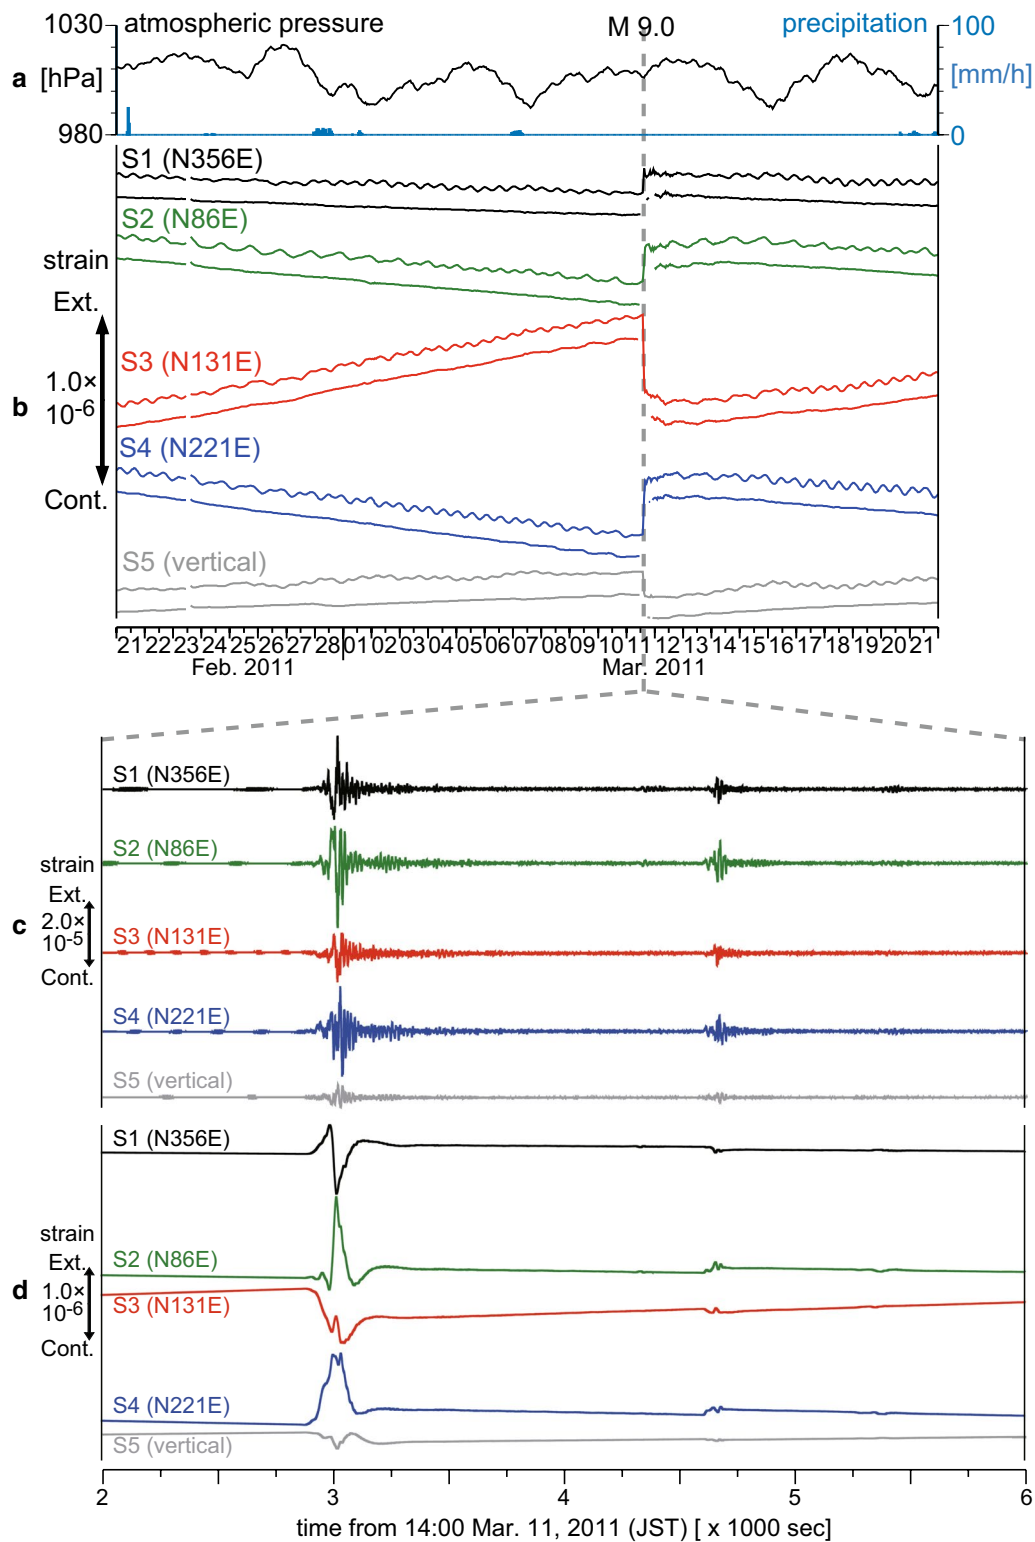 1030 atmospheric pressure M 9.0 precipitation 100
a [hPa] [mm/h]
980 0
S1 (N356E)
S2 (N86E)
strain
Ext.
S3 (N131E)
1.0×
b 10-6
S4 (N221E)
Cont.
S5 (vertical)
21 22 23 24 25 26 27 28 01 02 03 04 05 06 07 08 09 10 11 12 13 14 15 16 17 18 19 20 21
Feb. 2011 Mar. 2011
S1 (N356E)
S2 (N86E)
strain
Ext.
c 2.0×
10-5
S3 (N131E)
Cont.
S4 (N221E)
S5 (vertical)
S1 (N356E)
strain
Ext.
S2 (N86E)
d 1.0×
10-6
S3 (N131E)
Cont.
S4 (N221E)
S5 (vertical)
2 3 4 5 6
time from 14:00 Mar. 11, 2011 (JST) [ x 1000 sec]